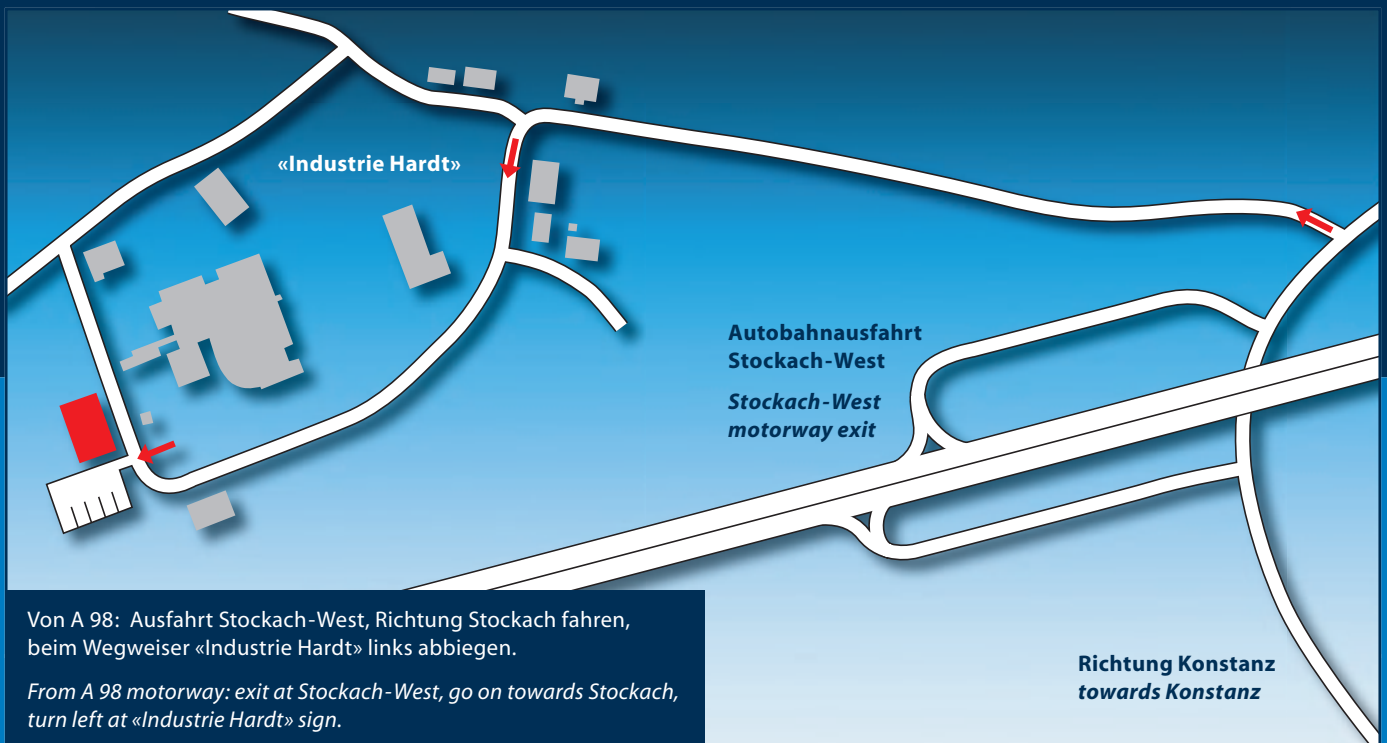 «Industrie Hardt»
Autobahnausfahrt
Stockach-West
Stockach-West
motorway exit
Von A 98: Ausfahrt Stockach-West, Richtung Stockach fahren,
beim Wegweiser «Industrie Hardt» links abbiegen.
From A 98 motorway: exit at Stockach-West, go on towards Stockach,
turn left at «Industrie Hardt» sign.
Richtung Konstanz
towards Konstanz